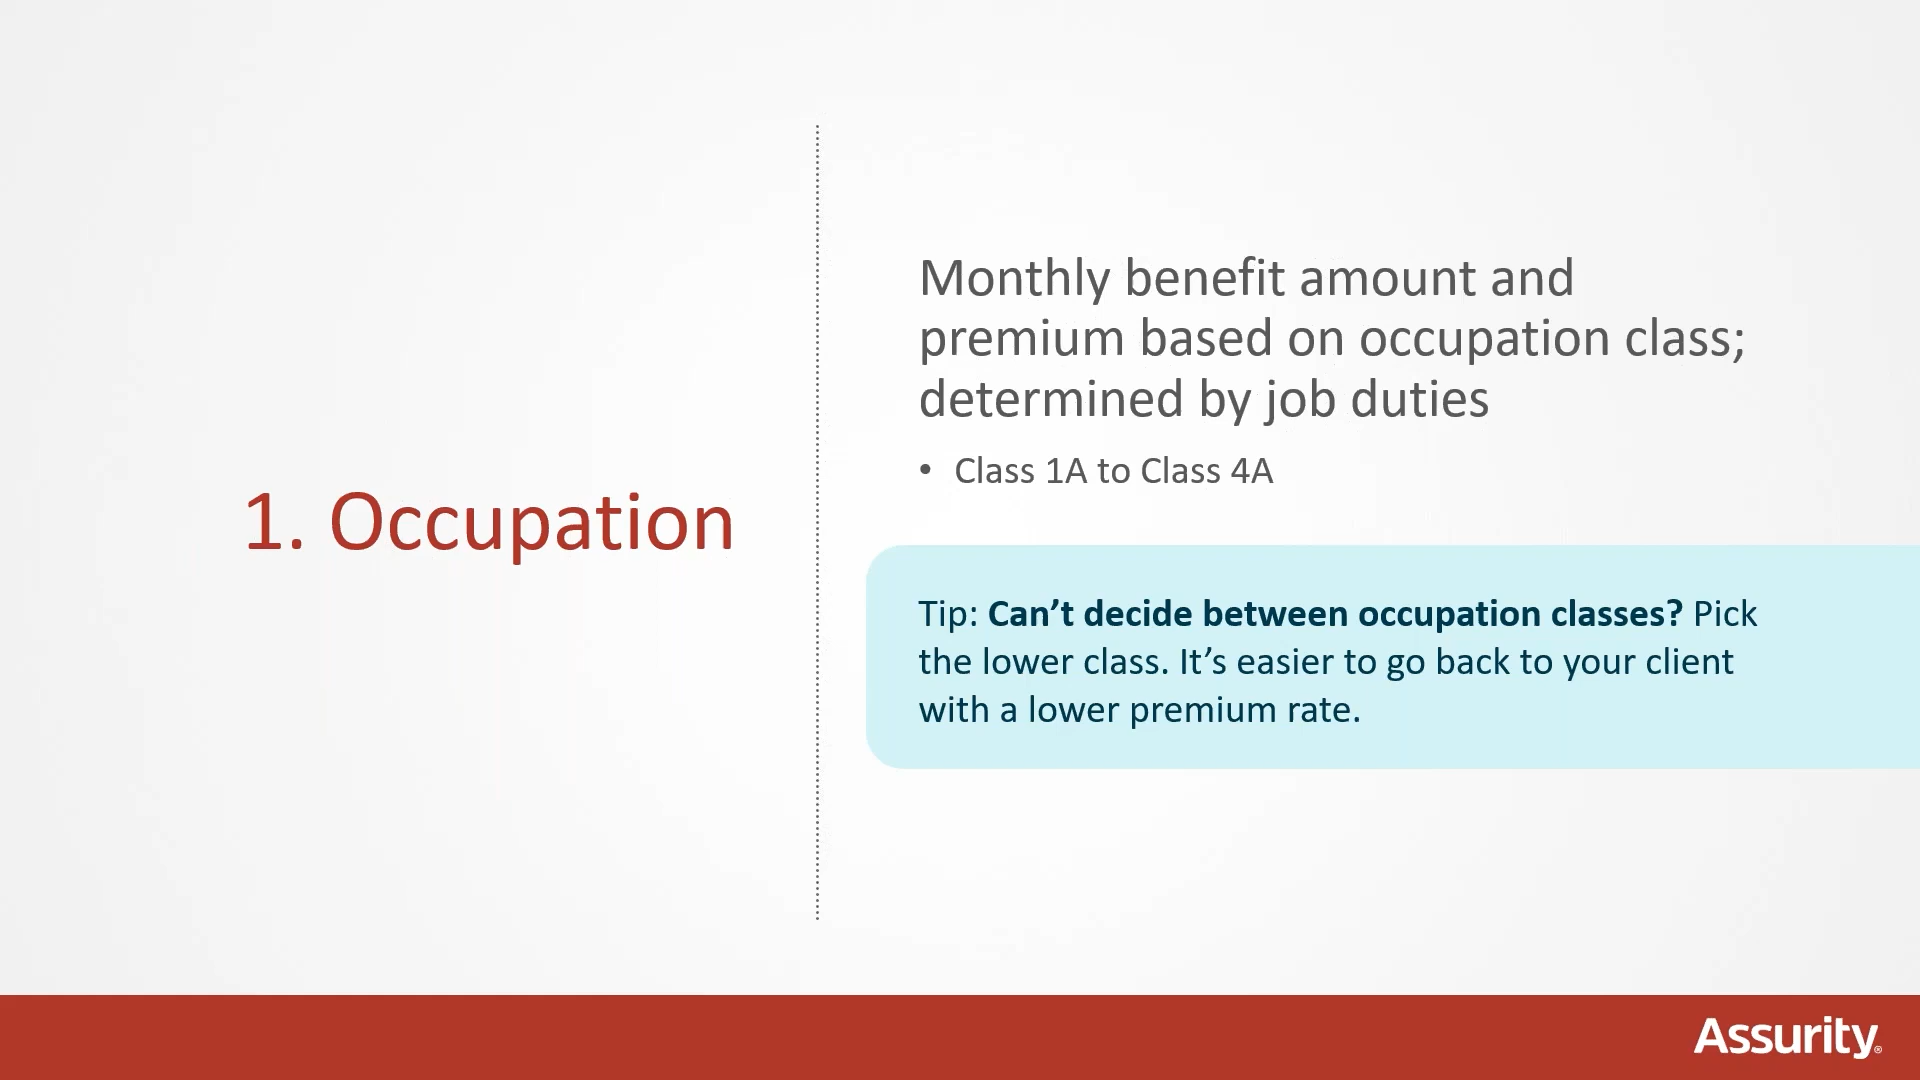 1. Occupation
Monthly benefit amount and
premium based on occupation class;
determined by job duties
• Class 1A to Class 4A
Tip: Can’t decide between occupation classes? Pick
the lower class. It’s easier to go back to your client
with a lower premium rate.
Assurity®